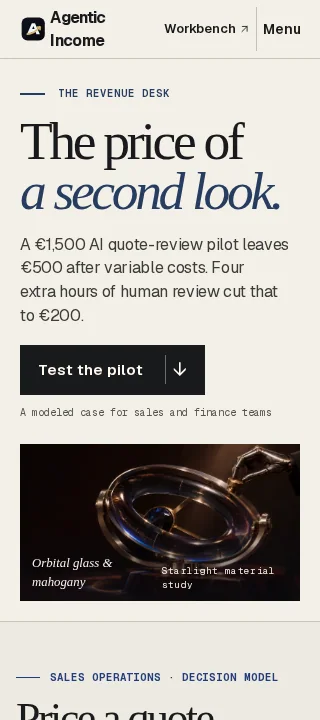 Agentic
Income
Workbench ↗
Menu
THE REVENUE DESK
The price of
a second look.
A €1,500 AI quote-review pilot leaves
€500 after variable costs. Four
extra hours of human review cut that
to €200.
Test the pilot ↓
A modeled case for sales and finance teams
Orbital glass &
mahogany
Starlight material
study
SALES OPERATIONS · DECISION MODEL
Price a quote